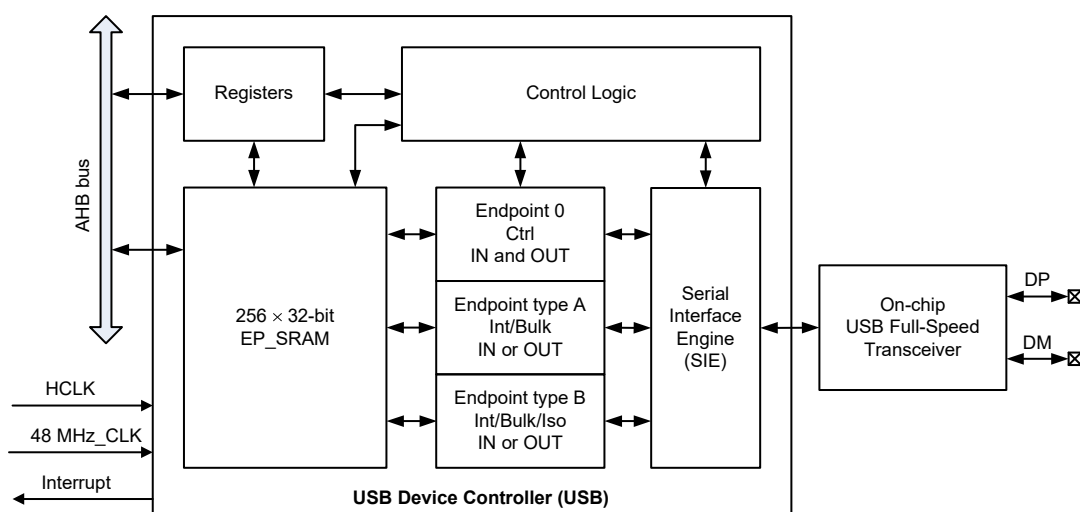 Registers
Control Logic
AHB bus
256 × 32-bit
EP_SRAM
Endpoint 0
Ctrl
IN and OUT
Endpoint type A
Int/Bulk
IN or OUT
Endpoint type B
Int/Bulk/Iso
IN or OUT
Serial
Interface
Engine
(SIE)
On-chip
USB Full-Speed
Transceiver
DP
DM
HCLK
48 MHz_CLK
Interrupt
USB Device Controller (USB)